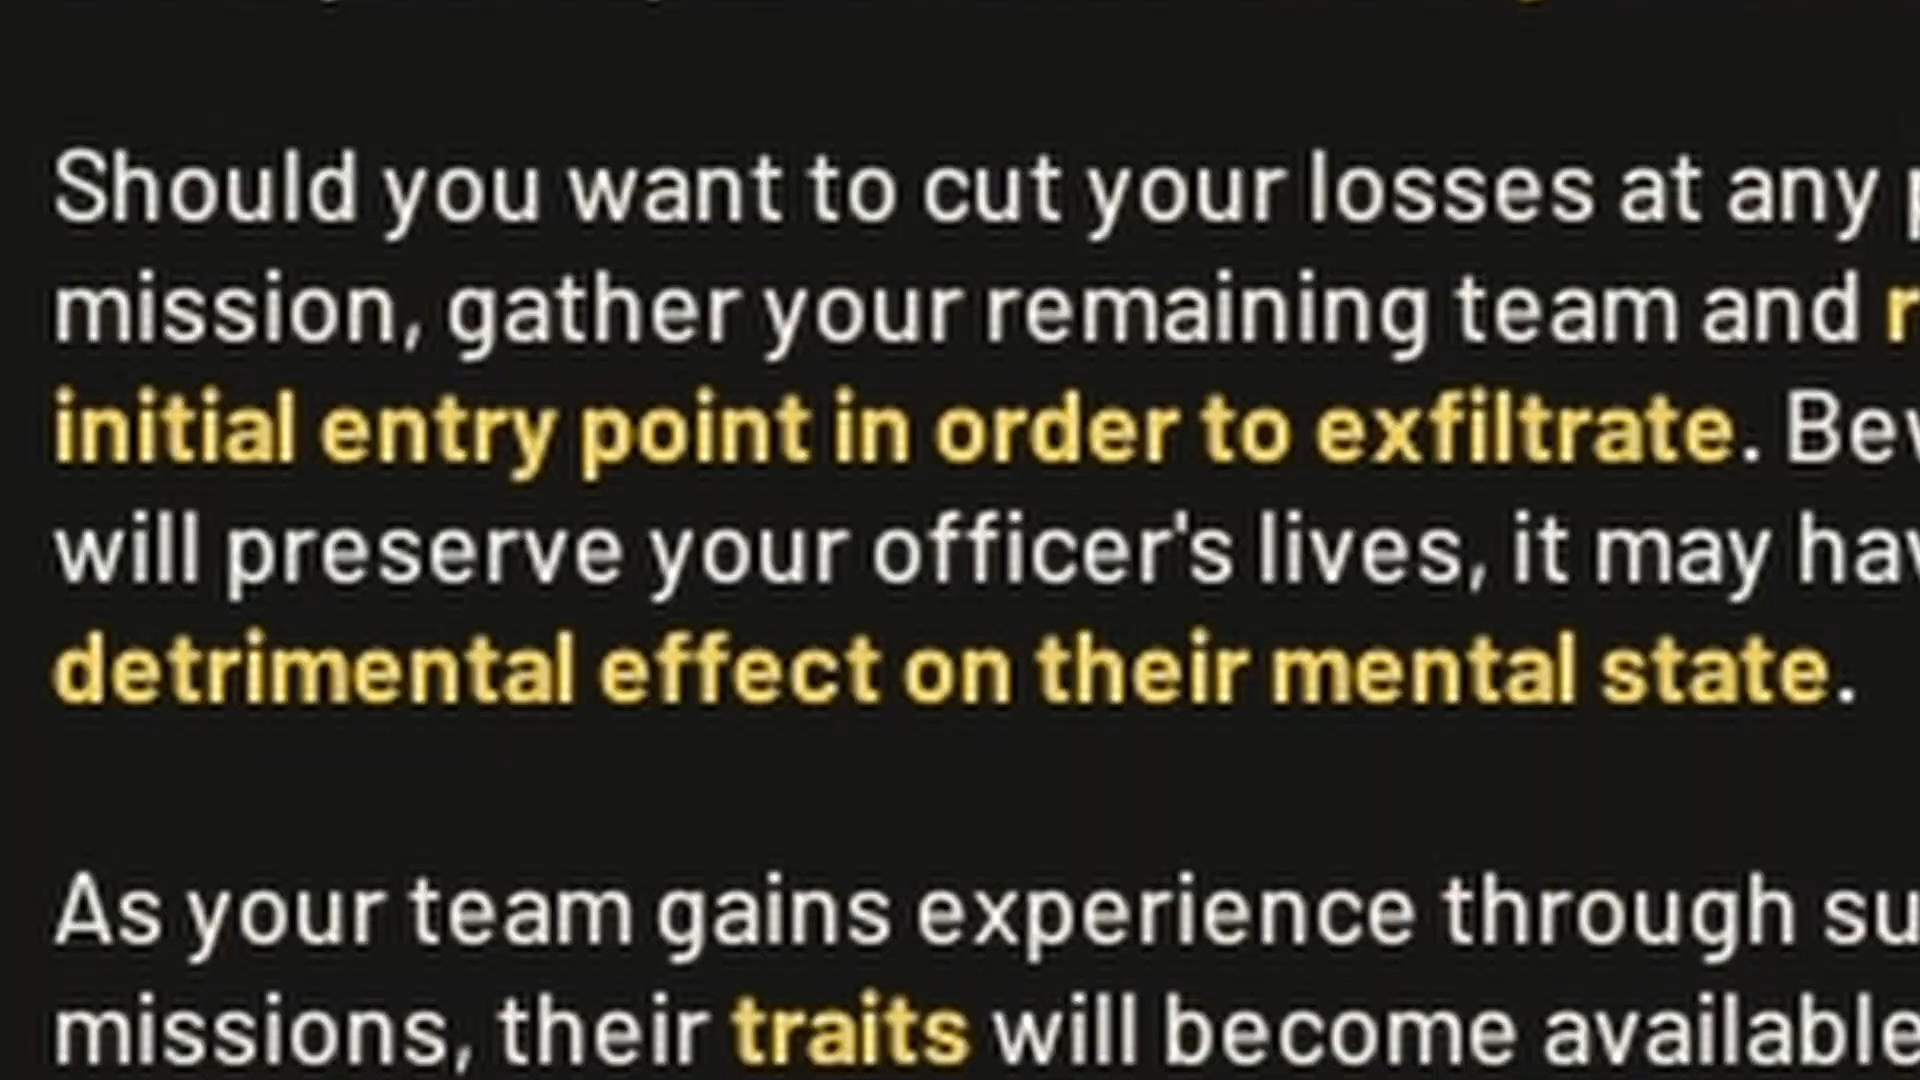 Should you want to cut your losses at any
mission, gather your remaining team and
initial entry point in order to exfiltrate.
will preserve your officer's lives, it may
detrimental effect on their mental state.
As your team gains experience through
missions, their traits will become available